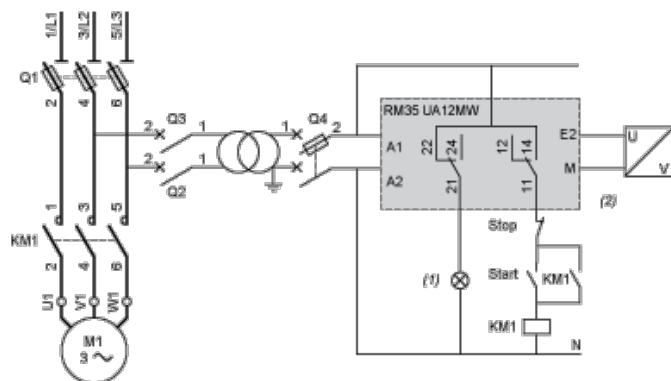 1/L1 3/L2 5/L3
Q1
2 4 6
2 Q3 1
2 1
Q2
1 Q4 2
RM35 UA12MW
A1
A2
22 24
21
12 14
11
E2
M
U
V
(2)
Stop
Start
KM1
KM1
(1)
N
1 3 5
KM1
2 4 6
U1 V1 W1
M1
3